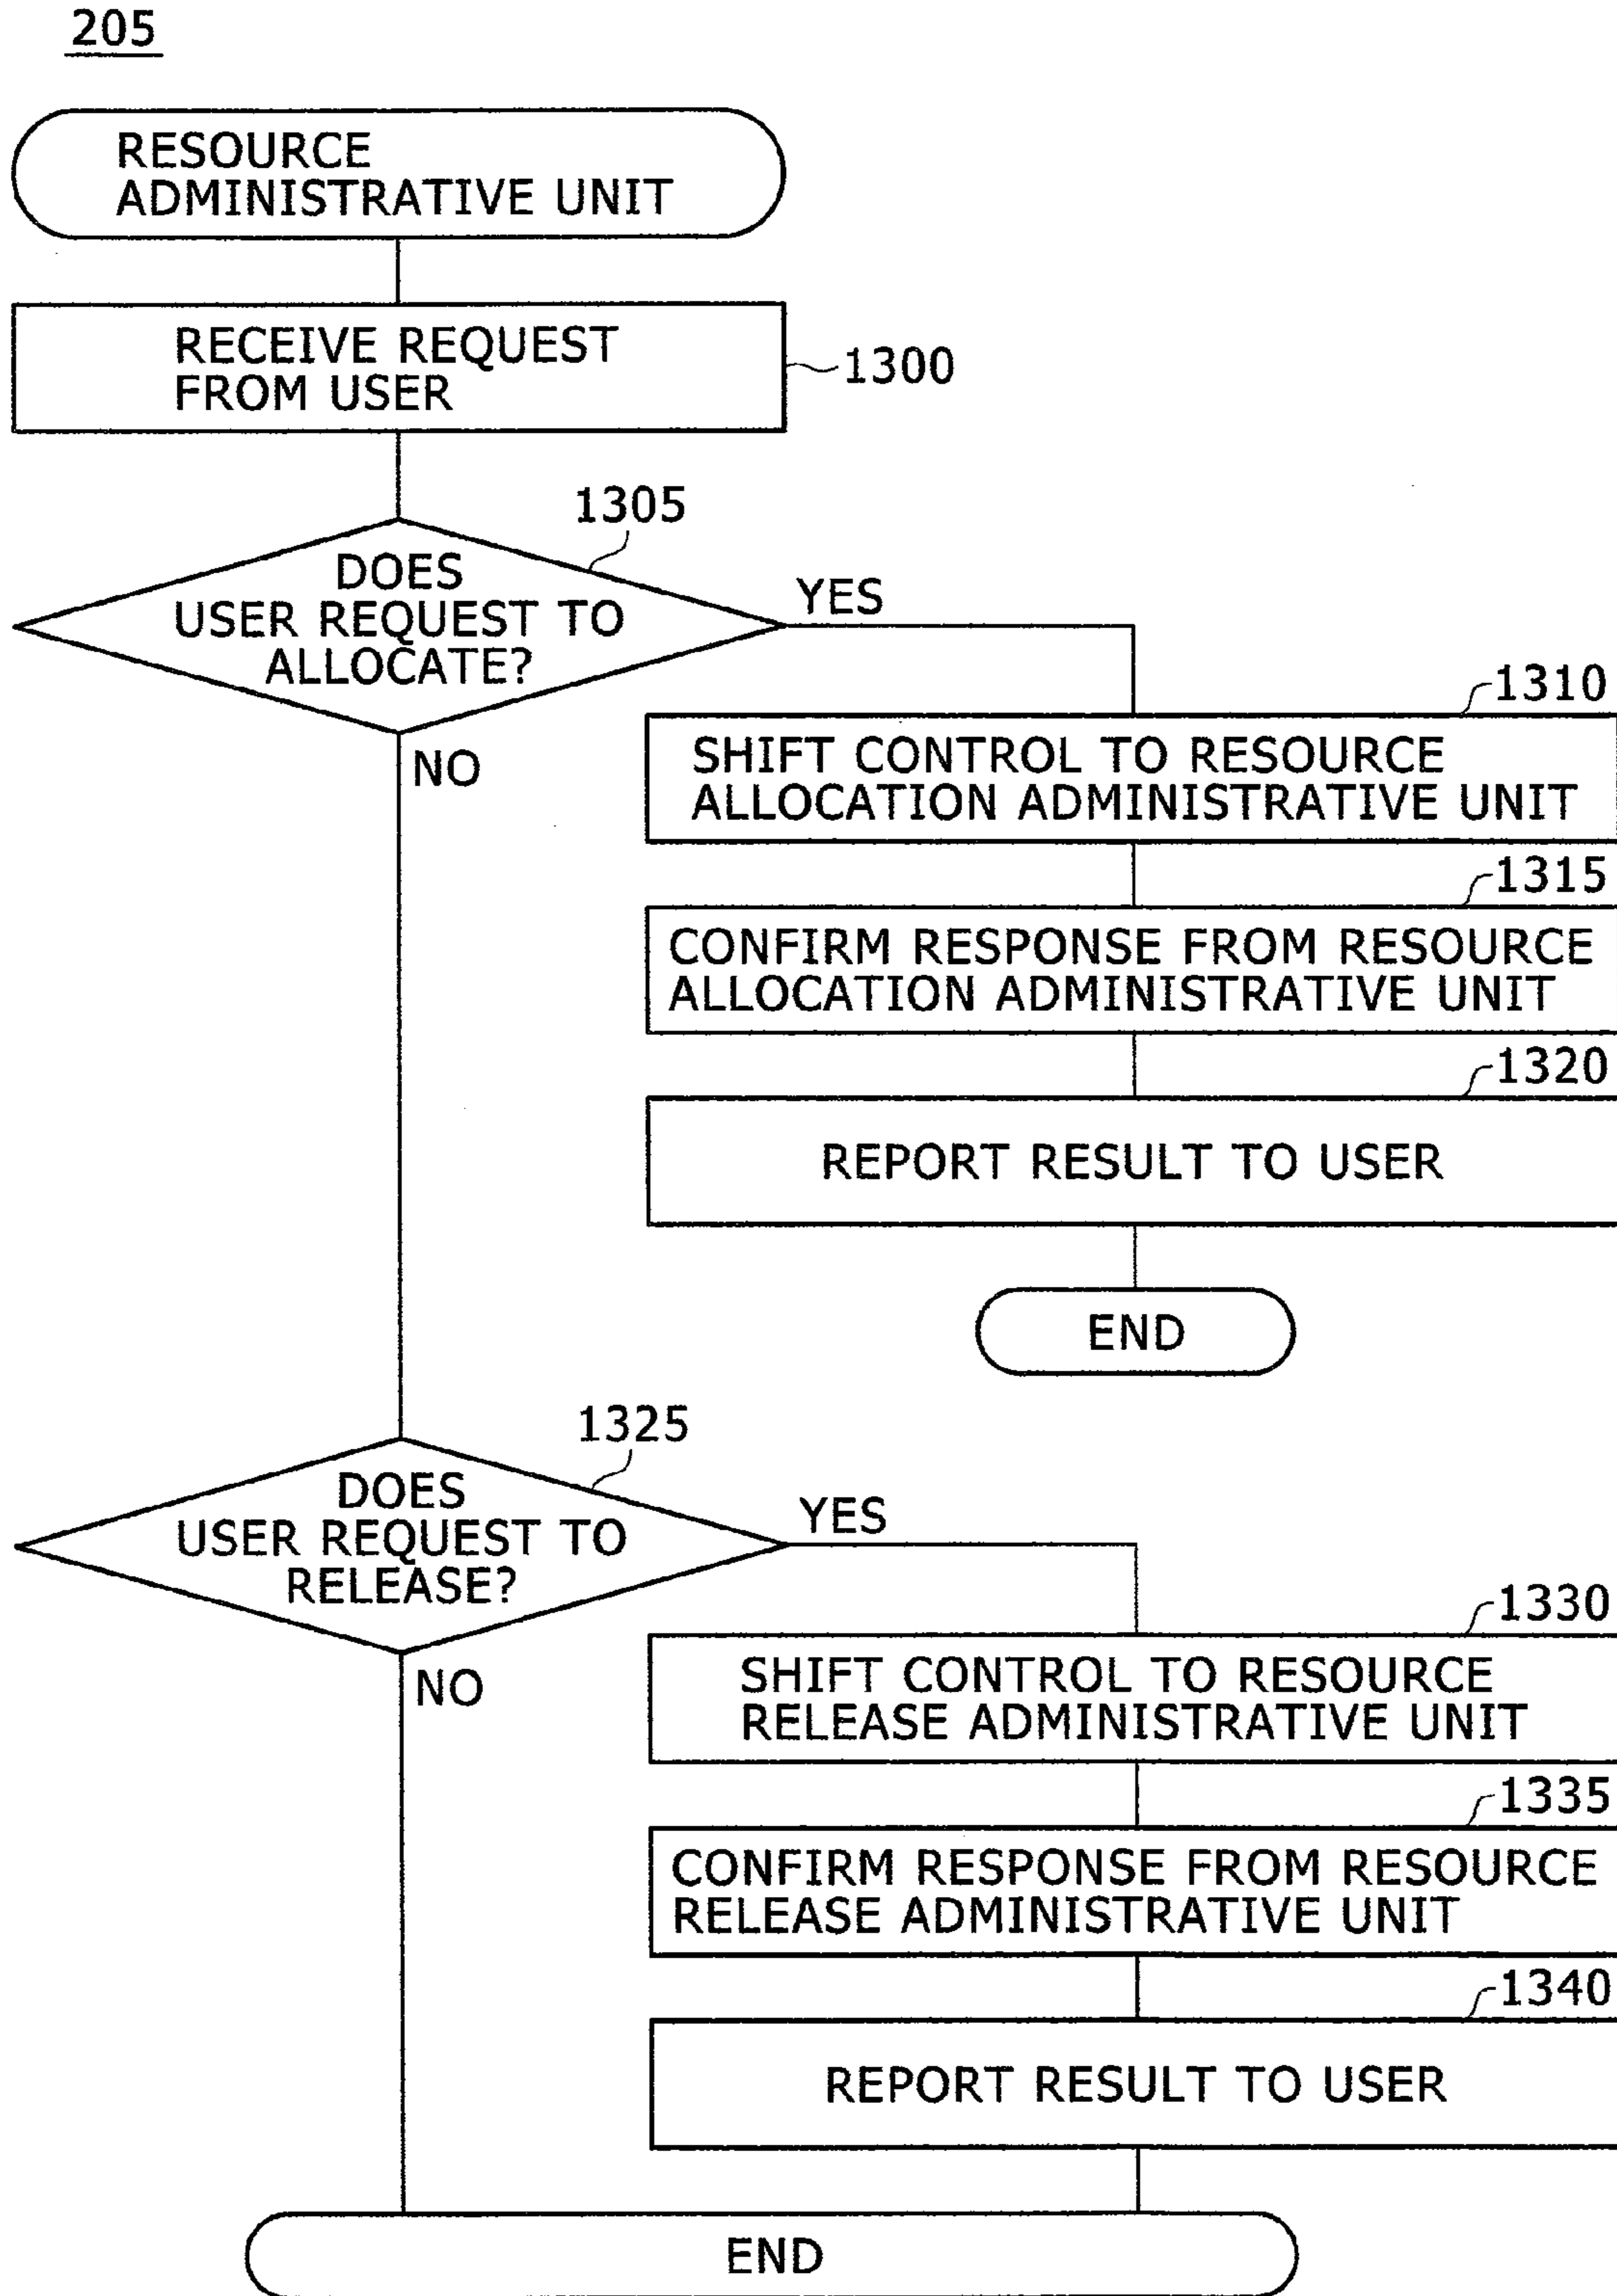 205
RESOURCE
ADMINISTRATIVE UNIT
RECEIVE REQUEST
FROM USER
1300
1305
DOES
USER REQUEST TO
ALLOCATE?
YES
NO
1310
SHIFT CONTROL TO RESOURCE
ALLOCATION ADMINISTRATIVE UNIT
1315
CONFIRM RESPONSE FROM RESOURCE
ALLOCATION ADMINISTRATIVE UNIT
1320
REPORT RESULT TO USER
END
1325
DOES
USER REQUEST TO
RELEASE?
YES
NO
1330
SHIFT CONTROL TO RESOURCE
RELEASE ADMINISTRATIVE UNIT
1335
CONFIRM RESPONSE FROM RESOURCE
RELEASE ADMINISTRATIVE UNIT
1340
REPORT RESULT TO USER
END